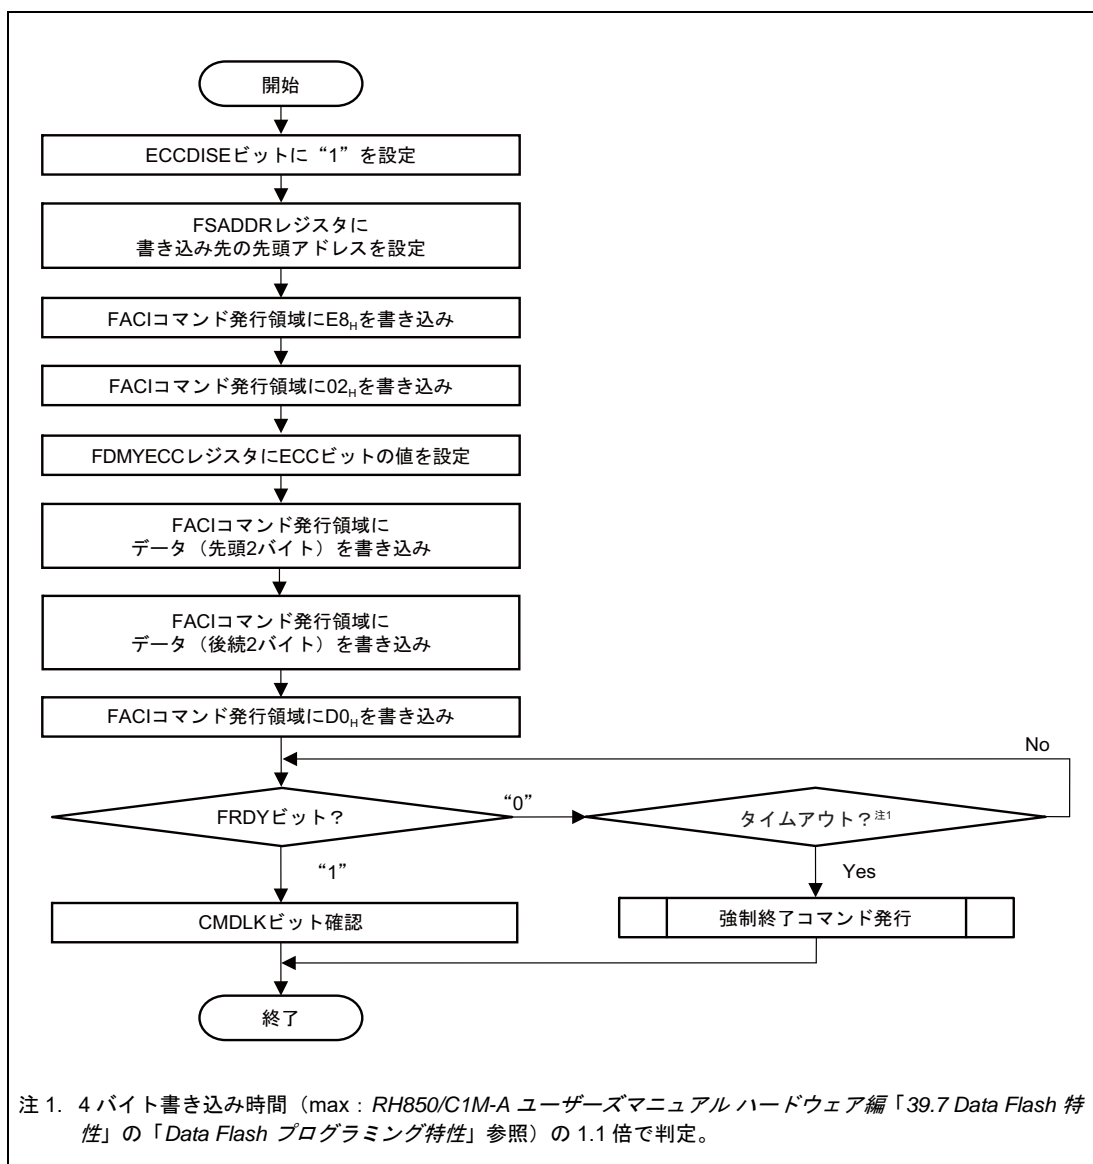 開始
ECCDISEビットに“1”を設定
FSADDRレジスタに
書き込み先の先頭アドレスを設定
FACIコマンド発行領域にE8Hを書き込み
FACIコマンド発行領域に02Hを書き込み
FDMYECCレジスタにECCビットの値を設定
FACIコマンド発行領域に
データ（先頭2バイト）を書き込み
FACIコマンド発行領域に
データ（後続2バイト）を書き込み
FACIコマンド発行領域にD0Hを書き込み
No
FRDYビット？
“0”
タイムアウト？注1
“1”
Yes
CMDLKビット確認
強制終了コマンド発行
終了
注 1. 4 バイト書き込み時間（max：RH850/C1M-A ユーザーズマニュアル ハードウェア編「39.7 Data Flash 特
性」の「Data Flash プログラミング特性」参照）の 1.1 倍で判定。